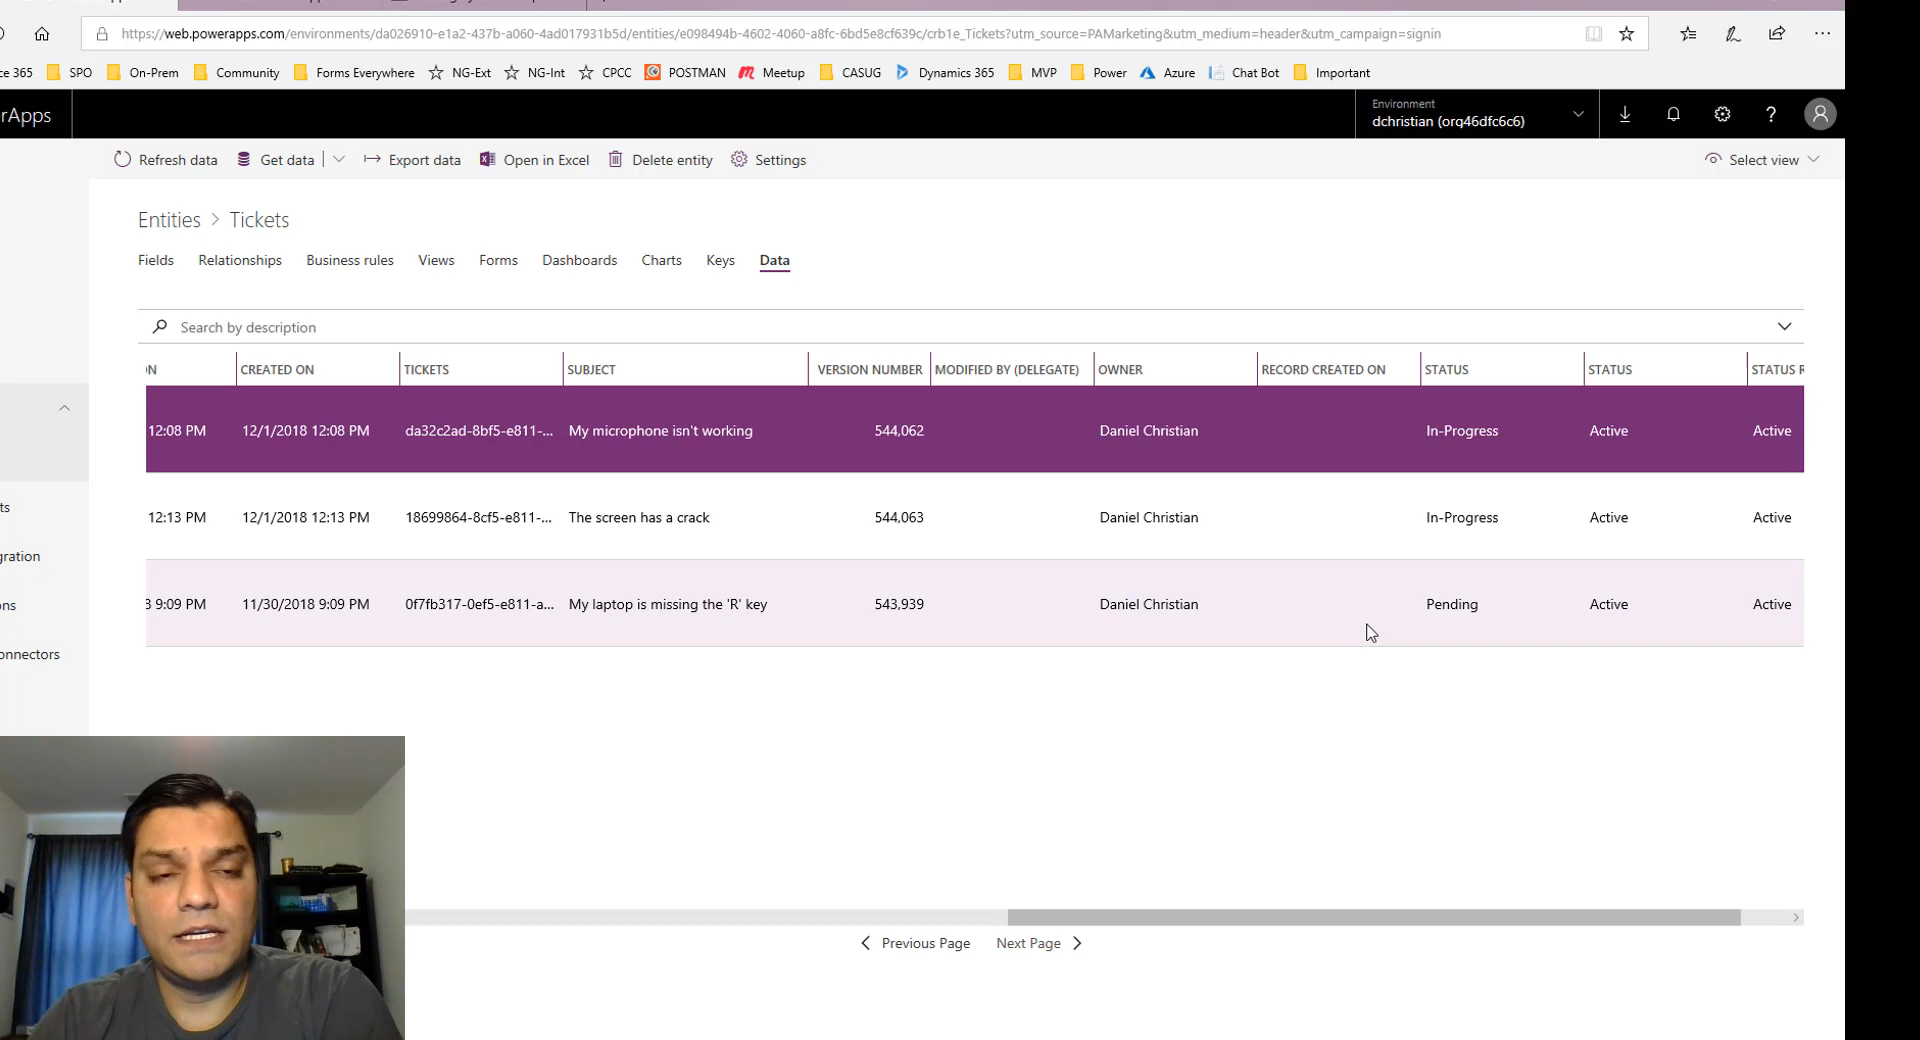 https://web.powerapps.com/environments/da026910-e1a2-437b-a060-4ad017931b5d/entities/e098494b-4602-4060-a8fc-6bd5e8cf639c/crb1e_Tickets?utm_source=PAMarketing&utm_medium=header&utm_campaign=signin
ce 365 SPO On-Prem Community Forms Everywhere NG-Ext NG-Int CPCC POSTMAN Meetup CASUG Dynamics 365 MVP Power Azure Chat Bot Important
rApps
Environment
dchristian (org46dfc6c6)
Refresh data Get data Export data Open in Excel Delete entity Settings Select view
Entities > Tickets
Fields Relationships Business rules Views Forms Dashboards Charts Keys Data
Search by description
ON CREATED ON TICKETS SUBJECT VERSION NUMBER MODIFIED BY (DELEGATE) OWNER RECORD CREATED ON STATUS STATUS STATUS R
12:08 PM 12/1/2018 12:08 PM da32c2ad-8bf5-e811-... My microphone isn't working 544,062 Daniel Christian In-Progress Active Active
12:13 PM 12/1/2018 12:13 PM 18699864-8cf5-e811-... The screen has a crack 544,063 Daniel Christian In-Progress Active Active
8 9:09 PM 11/30/2018 9:09 PM 0f7fb317-0ef5-e811-a... My laptop is missing the 'R' key 543,939 Daniel Christian Pending Active Active
ts
gration
ons
onnectors
Previous Page Next Page